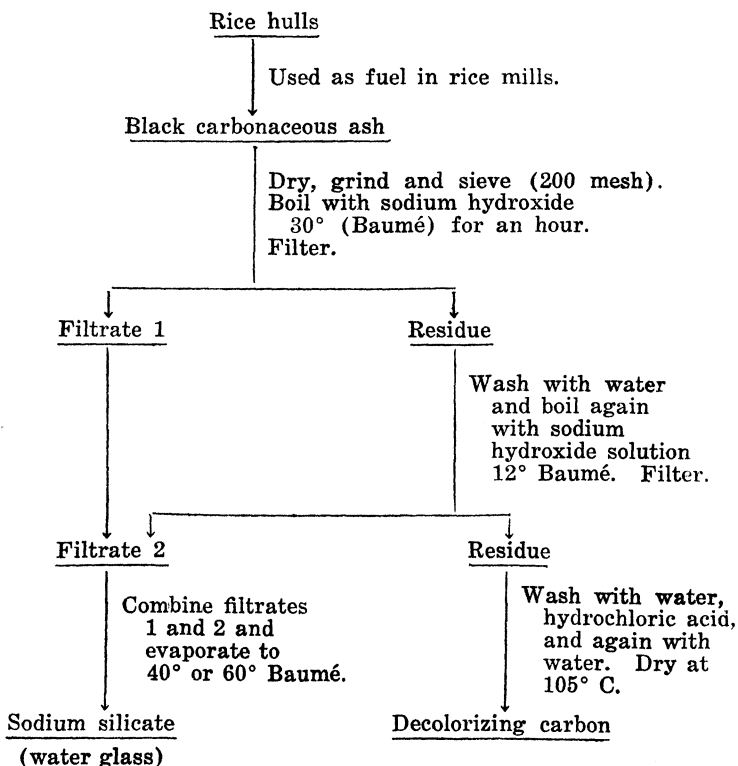 Rice hulls
Used as fuel in rice mills.
Black carbonaceous ash
Dry, grind and sieve (200 mesh).
Boil with sodium hydroxide
30° (Baumé) for an hour.
Filter.
Filtrate 1
Residue
Wash with water
and boil again
with sodium
hydroxide solution
12° Baumé. Filter.
Filtrate 2
Residue
Combine filtrates
1 and 2 and
evaporate to
40° or 60° Baumé.
Wash with water,
hydrochloric acid,
and again with
water. Dry at
105° C.
Sodium silicate
(water glass)
Decolorizing carbon